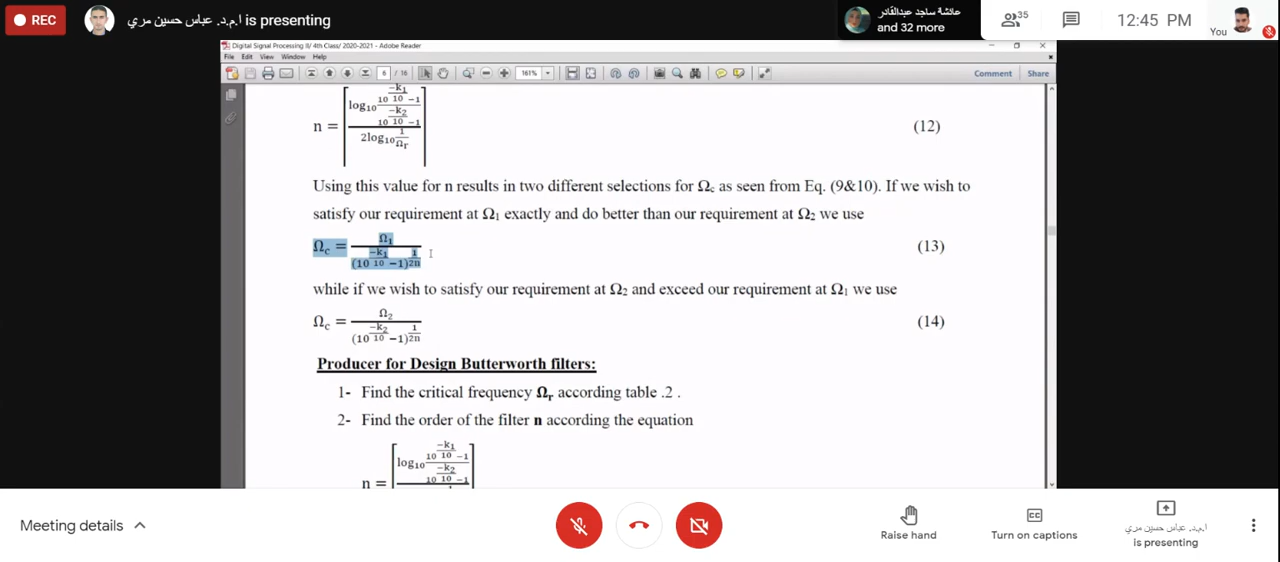 REC
ا.م.د. عباس حسين مري is presenting
عائشة ساجد عبدالقادر
and 32 more
35
12:45 PM
You
Digital Signal Processing II/ 4th Class/ 2020-2021 - Adobe Reader
File Edit View Window Help
6 / 16
161%
Comment Share
n = ⌈ log10 (10^(-k1/10) -1)/(10^(-k2/10) -1) / 2log10 1/Ωr ⌉ (12)
Using this value for n results in two different selections for Ωc as seen from Eq. (9&10). If we wish to
satisfy our requirement at Ω1 exactly and do better than our requirement at Ω2 we use
Ωc = Ω1 / (10^(-k1/10) -1)^(1/2n) (13)
while if we wish to satisfy our requirement at Ω2 and exceed our requirement at Ω1 we use
Ωc = Ω2 / (10^(-k2/10) -1)^(1/2n) (14)
Producer for Design Butterworth filters:
1- Find the critical frequency Ωr according table .2 .
2- Find the order of the filter n according the equation
n = log10 (10^(-k1/10) -1)/(10^(-k2/10) -1)
Meeting details
Raise hand
CC
Turn on captions
ا.م.د. عباس حسين مري
is presenting